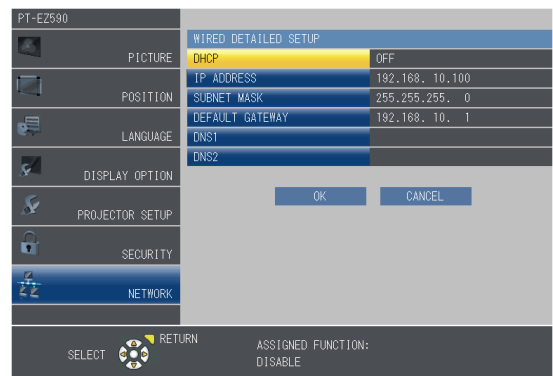 PT-EZ590
PICTURE
POSITION
LANGUAGE
DISPLAY OPTION
PROJECTOR SETUP
SECURITY
NETWORK
WIRED DETAILED SETUP
DHCP OFF
IP ADDRESS 192.168. 10.100
SUBNET MASK 255.255.255. 0
DEFAULT GATEWAY 192.168. 10. 1
DNS1
DNS2
OK CANCEL
SELECT RETURN
ASSIGNED FUNCTION:
DISABLE